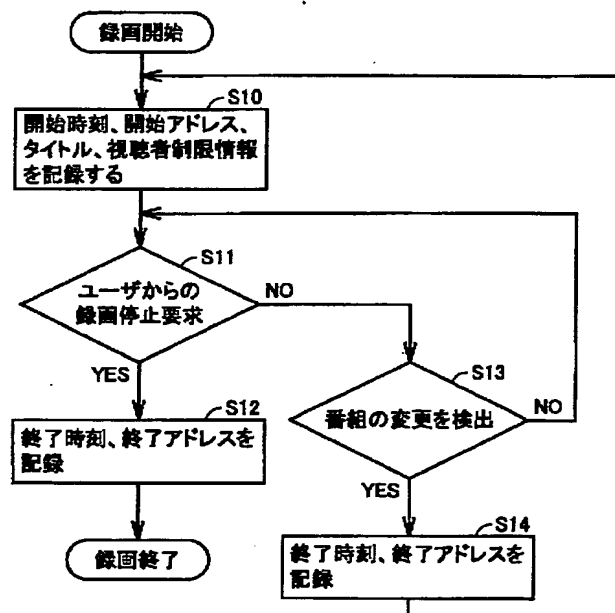 録画開始
S10
開始時刻、開始アドレス、
タイトル、視聴者制限情報
を記録する
S11
ユーザからの
録画停止要求
NO
YES
S12
終了時刻、終了アドレスを
記録
録画終了
S13
番組の変更を検出
NO
YES
S14
終了時刻、終了アドレスを
記録